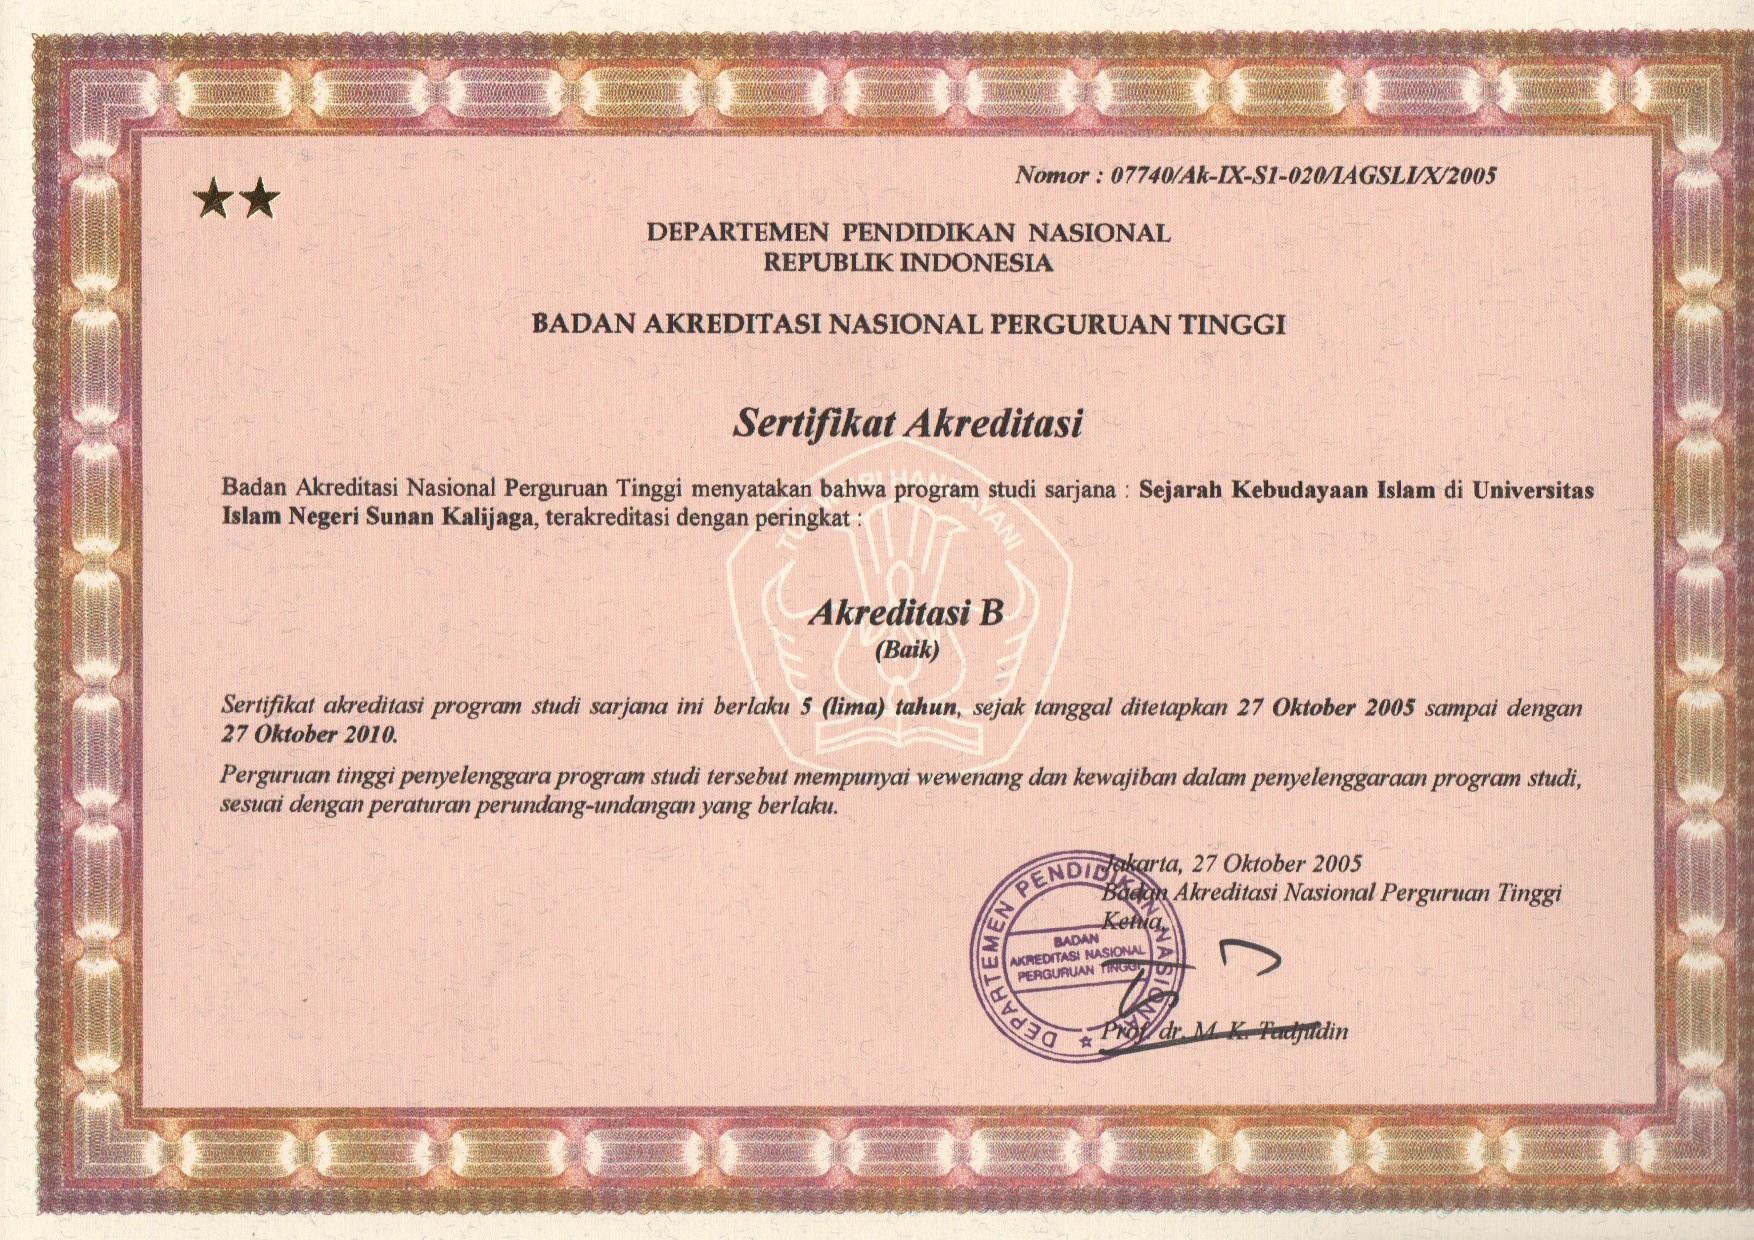 Nomor : 07740/Ak-IX-S1-020/IAGSLI/X/2005
DEPARTEMEN PENDIDIKAN NASIONAL
REPUBLIK INDONESIA
BADAN AKREDITASI NASIONAL PERGURUAN TINGGI
Sertifikat Akreditasi
TUT WURI HANDAYANI
Badan Akreditasi Nasional Perguruan Tinggi menyatakan bahwa program studi sarjana : Sejarah Kebudayaan Islam di Universitas
Islam Negeri Sunan Kalijaga, terakreditasi dengan peringkat :
Akreditasi B
(Baik)
Sertifikat akreditasi program studi sarjana ini berlaku 5 (lima) tahun, sejak tanggal ditetapkan 27 Oktober 2005 sampai dengan
27 Oktober 2010.
Perguruan tinggi penyelenggara program studi tersebut mempunyai wewenang dan kewajiban dalam penyelenggaraan program studi,
sesuai dengan peraturan perundang-undangan yang berlaku.
Jakarta, 27 Oktober 2005
Badan Akreditasi Nasional Perguruan Tinggi
Ketua,
DEPARTEMEN PENDIDIKAN NASIONAL
BADAN
AKREDITASI NASIONAL
PERGURUAN TINGGI
Prof. dr. M. K. Tadjudin